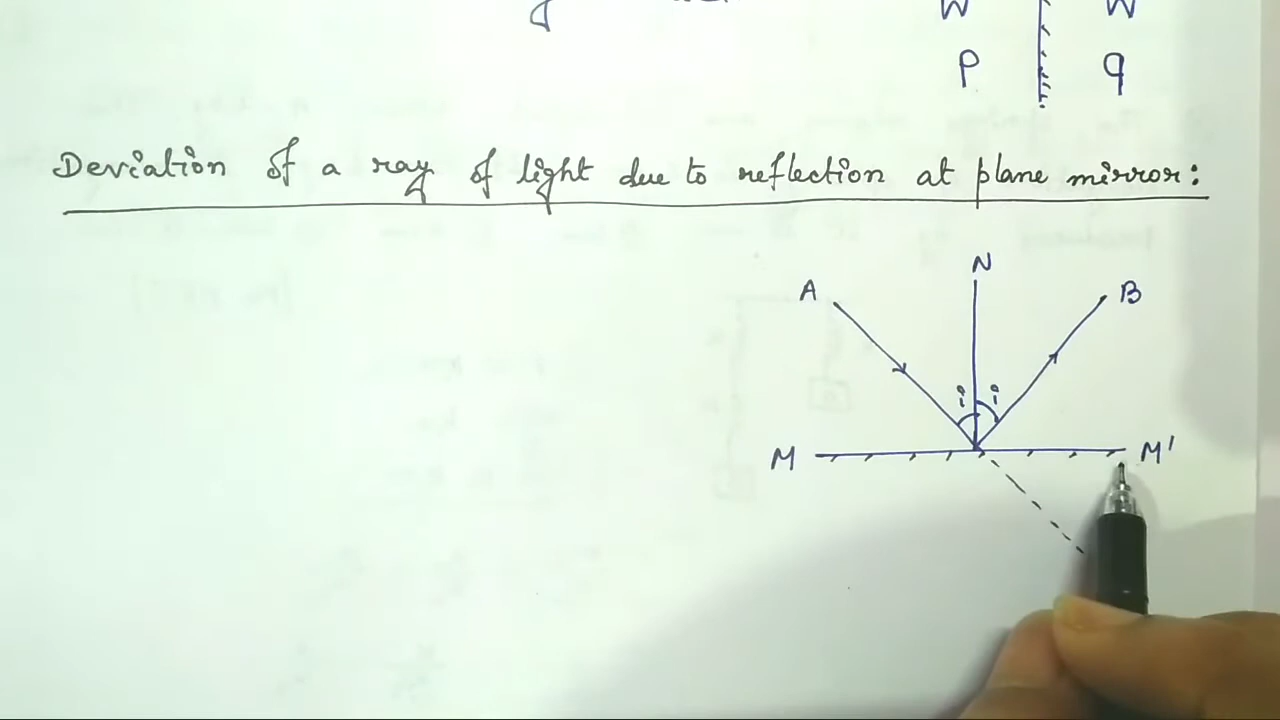 W W
P q
Deviation of a ray of light due to reflection at plane mirror:
N
A B
i i
M M'